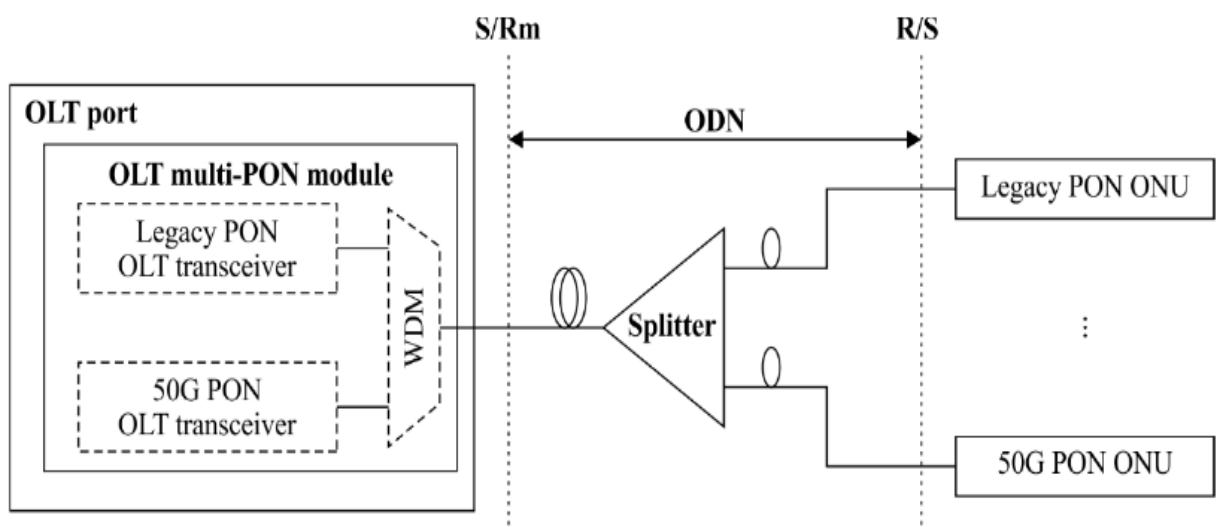 S/Rm
R/S
OLT port
ODN
OLT multi-PON module
Legacy PON
OLT transceiver
WDM
50G PON
OLT transceiver
Splitter
Legacy PON ONU
...
50G PON ONU